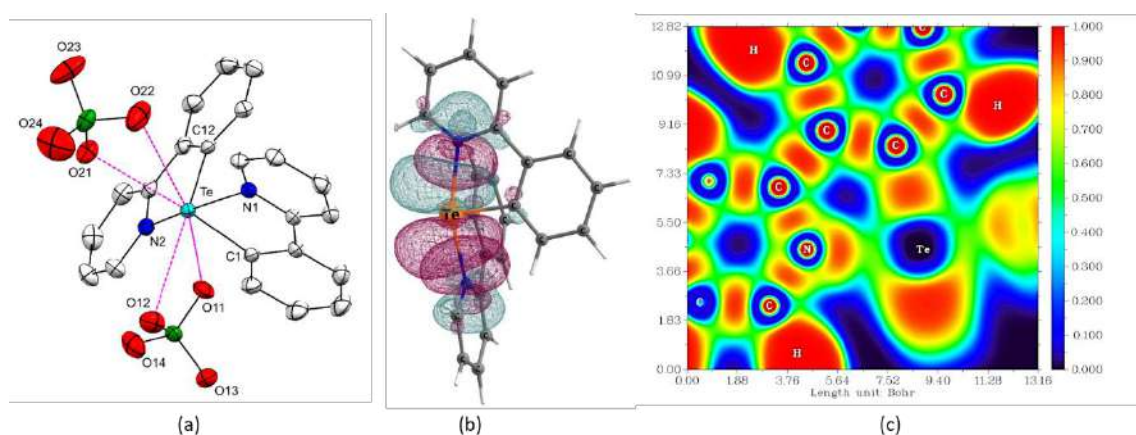 O23
O22
O24
C12
O21
Te
N1
N2
C1
O12
O11
O14
O13
(a)
Te
(b)
12.82
10.99
9.16
7.33
5.50
3.66
1.83
0.00
H
C
C
C
H
C
C
C
N
Te
C
H
0.00 1.88 3.76 5.64 7.52 9.40 11.28 13.16
Length unit: Bohr
1.000
0.900
0.800
0.700
0.600
0.500
0.400
0.300
0.200
0.100
0.000
(c)